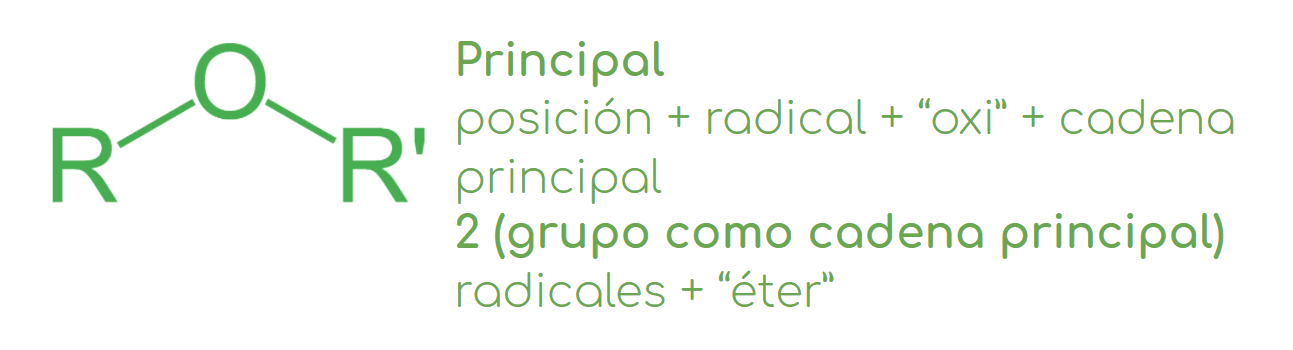 O
R
R'
Principal
posición + radical + “oxi” + cadena
principal
2 (grupo como cadena principal)
radicales + “éter”